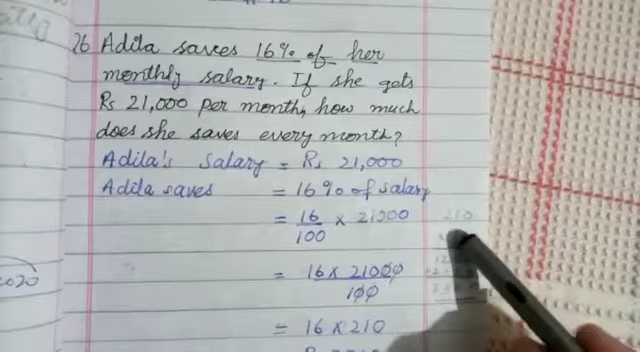 26 Adila saves 16% of her
monthly salary. If she gets
Rs 21,000 per month, how much
does she saves every month?
Adila's salary = Rs 21,000
Adila saves = 16% of salary
= 16/100 × 21000 210
= 16 × 21000/100
= 16 × 210
2020